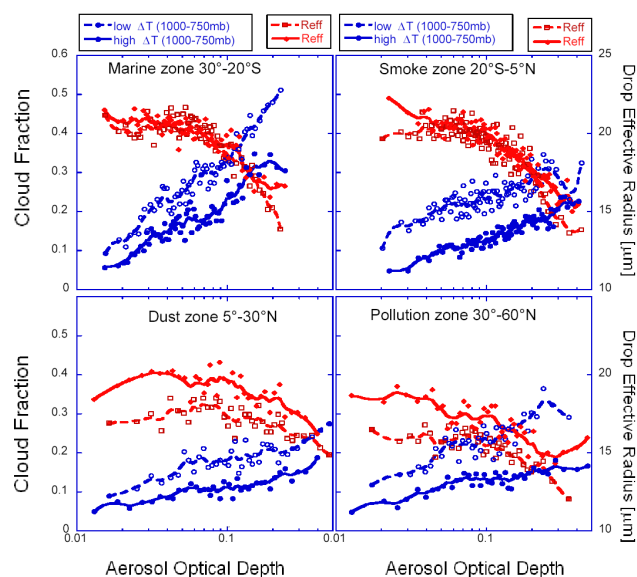 low ΔT (1000-750mb)
high ΔT (1000-750mb)
Reff
Reff
low ΔT (1000-750mb)
high ΔT (1000-750mb)
Reff
Reff
0.6
0.5
0.4
0.3
0.2
0.1
0
Cloud Fraction
Marine zone 30°-20°S
Smoke zone 20°S-5°N
25
20
15
10
Drop Effective
Radius [µm]
0.5
0.4
0.3
0.2
0.1
0
Cloud Fraction
Dust zone 5°-30°N
Pollution zone 30°-60°N
20
15
10
Drop Effective
Radius [µm]
0.01
0.1
0.01
0.1
Aerosol Optical Depth
Aerosol Optical Depth